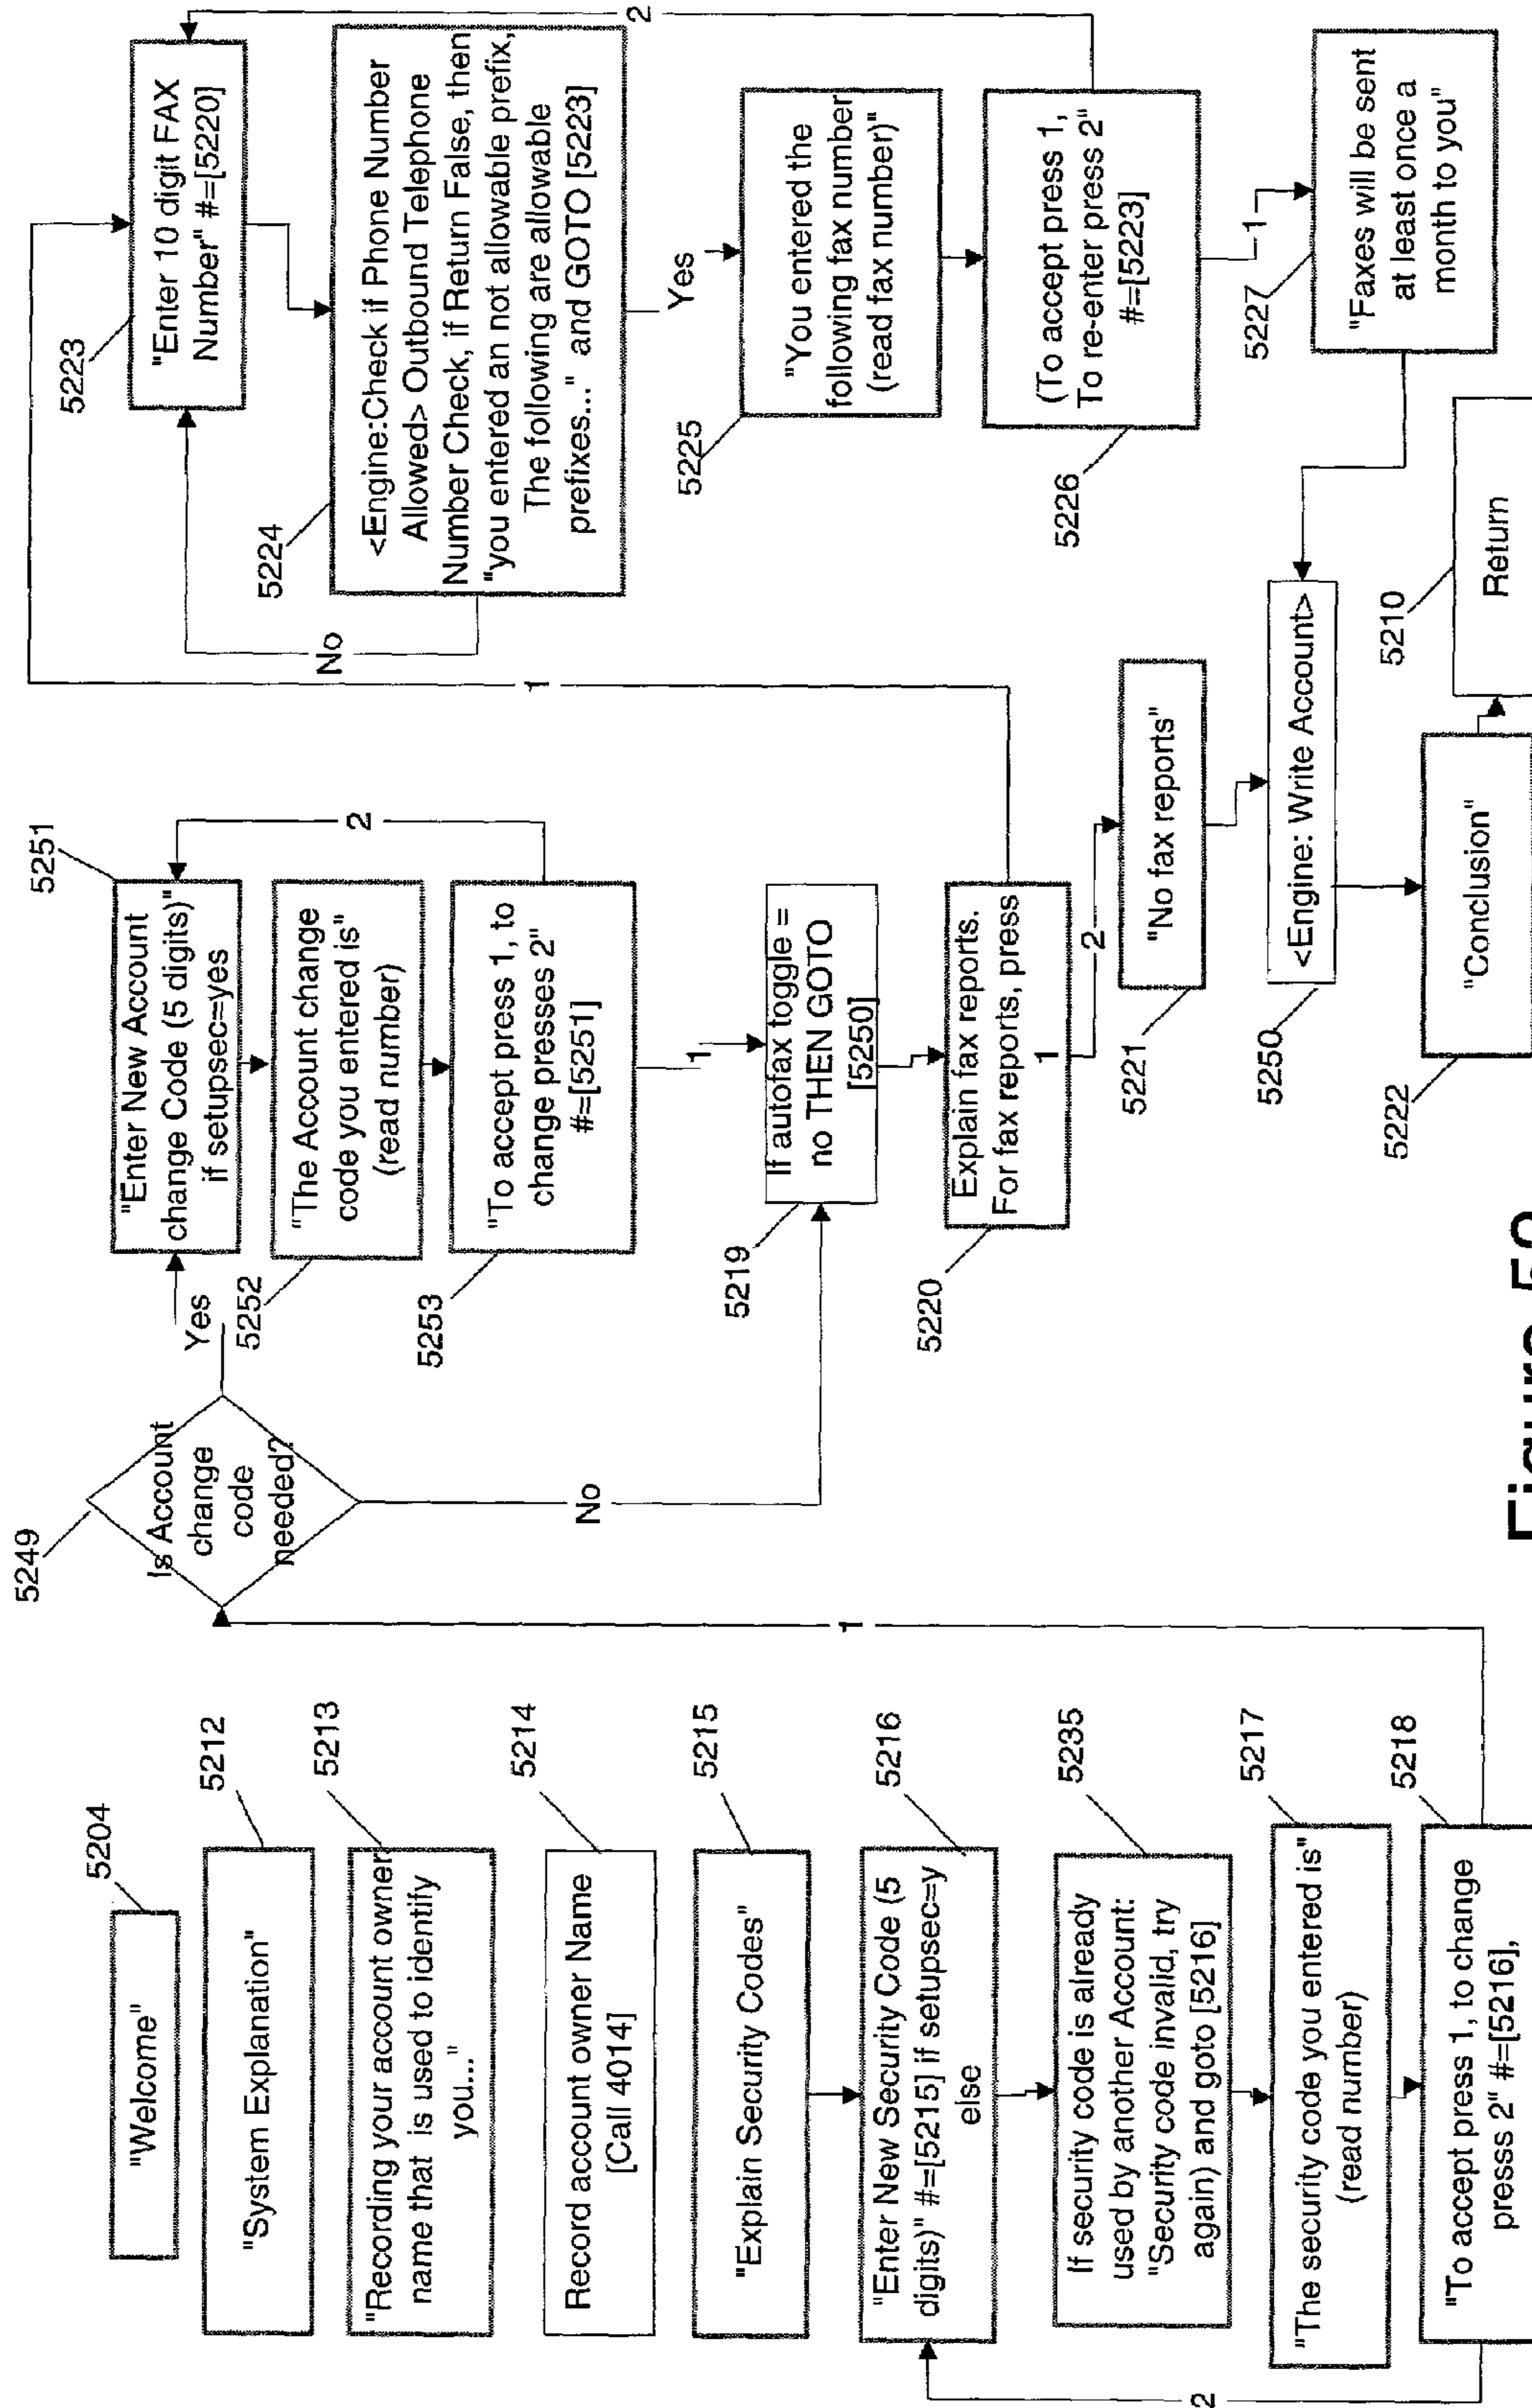 5204
"Welcome"
5212
"System Explanation"
5213
"Recording your account owner
name that is used to identify
you..."
5214
Record account owner Name
[Call 4014]
5215
"Explain Security Codes"
5216
"Enter New Security Code (5
digits)" #=[5215] if setupsec=y
else
5235
If security code is already
used by another Account:
"Security code invalid, try
again) and goto [5216]
5217
"The security code you entered is"
(read number)
5218
"To accept press 1, to change
presss 2" #=[5216],
2
1
5249
Is Account
change
code
needed?
Yes
No
5251
"Enter New Account
change Code (5 digits)"
if setupsec=yes
5252
"The Account change
code you entered is"
(read number)
5253
"To accept press 1, to
change presses 2"
#=[5251]
2
1
5219
If autofax toggle =
no THEN GOTO
[5250]
5220
Explain fax reports.
For fax reports, press
1
1
2
5221
"No fax reports"
5250
<Engine: Write Account>
5222
"Conclusion"
5210
Return
5223
"Enter 10 digit FAX
Number" #=[5220]
No
5224
<Engine:Check if Phone Number
Allowed> Outbound Telephone
Number Check, if Return False, then
"you entered an not allowable prefix,
The following are allowable
prefixes..." and GOTO [5223]
Yes
5225
"You entered the
following fax number
(read fax number)"
5226
(To accept press 1,
To re-enter press 2"
#=[5223]
2
1
5227
"Faxes will be sent
at least once a
month to you"
Figure 52